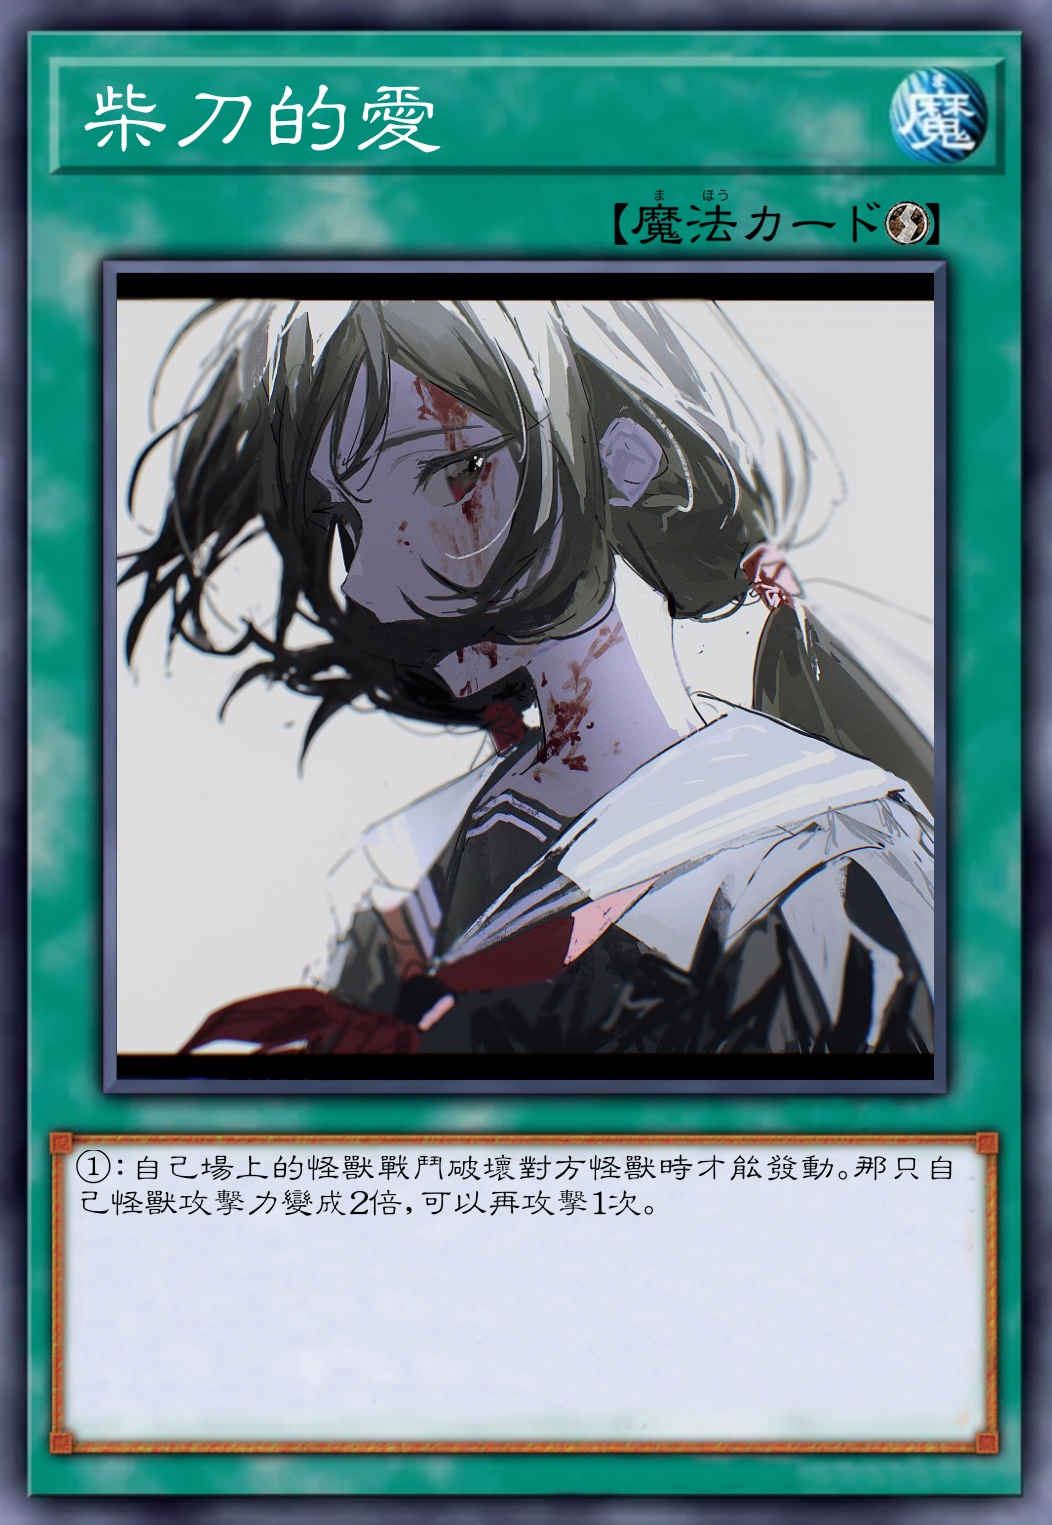 柴刀的愛
魔
【魔法カード】
まほう
①：自己場上的怪獸戰鬥破壞對方怪獸時才能發動。那只自
己怪獸攻擊力變成2倍，可以再攻擊1次。